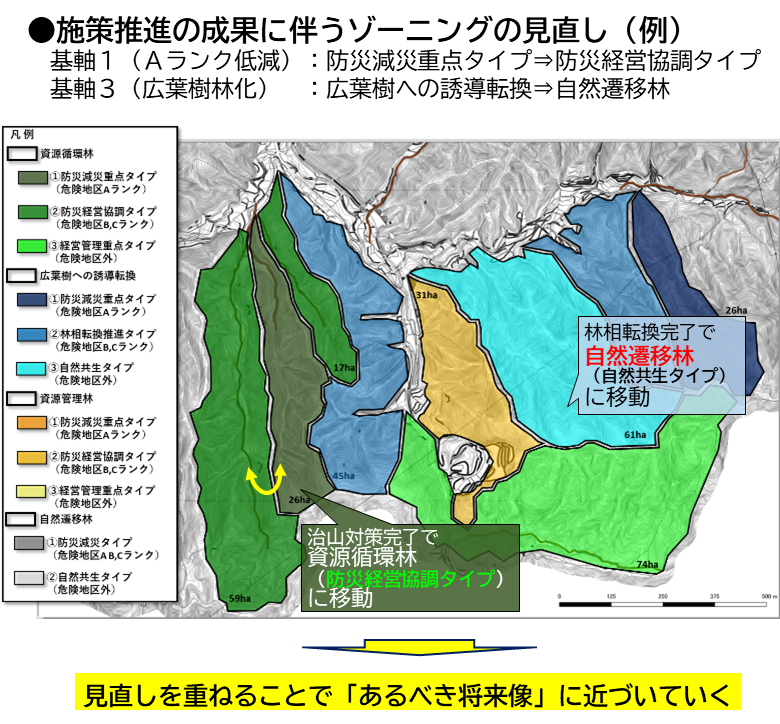 ●施策推進の成果に伴うゾーニングの見直し（例）
基軸１（Ａランク低減）：防災減災重点タイプ⇒防災経営協調タイプ
基軸３（広葉樹林化）　：広葉樹への誘導転換⇒自然遷移林
凡 例
資源循環林
①防災減災重点タイプ
（危険地区Aランク）
②防災経営協調タイプ
（危険地区B,Cランク）
③経営管理重点タイプ
（危険地区外）
広葉樹への誘導転換
①防災減災重点タイプ
（危険地区Aランク）
②林相転換推進タイプ
（危険地区B,Cランク）
③自然共生タイプ
（危険地区外）
資源管理林
①防災減災重点タイプ
（危険地区Aランク）
②防災経営協調タイプ
（危険地区B,Cランク）
③経営管理重点タイプ
（危険地区外）
自然遷移林
①防災減災タイプ
（危険地区AB,Cランク）
②自然共生タイプ
（危険地区外）
31ha
26ha
17ha
林相転換完了で
自然遷移林
（自然共生タイプ）
に移動
61ha
45ha
26ha
治山対策完了で
資源循環林
（防災経営協調タイプ）
に移動
74ha
59ha
0 125 250 375 500 m
見直しを重ねることで「あるべき将来像」に近づいていく